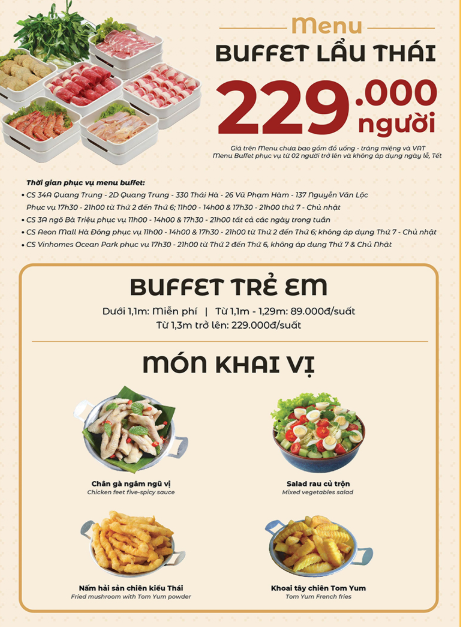 Menu
BUFFET LẨU THÁI
229.000
người
Giá trên Menu chưa bao gồm đồ uống - tráng miệng và VAT
Menu Buffet phục vụ từ 02 người trở lên và không áp dụng ngày lễ, Tết
Thời gian phục vụ menu buffet:
• CS 34A Quang Trung - 2D Quang Trung - 330 Thái Hà - 26 Vũ Phạm Hàm - 137 Nguyễn Văn Lộc
Phục vụ 17h30 - 21h00 từ Thứ 2 đến Thứ 6; 11h00 - 14h00 & 17h30 - 21h00 thứ 7 - Chủ nhật
• CS 3A ngõ Bà Triệu phục vụ 11h00 - 14h00 & 17h30 - 21h00 tất cả các ngày trong tuần
• CS Aeon Mall Hà Đông phục vụ 11h00 - 14h00 & 17h30 - 21h00 từ Thứ 2 đến Thứ 6; không áp dụng Thứ 7 - Chủ nhật
• CS Vinhomes Ocean Park phục vụ 17h30 - 21h00 từ Thứ 2 đến Thứ 6, không áp dụng Thứ 7 & Chủ Nhật
BUFFET TRẺ EM
Dưới 1,1m: Miễn phí | Từ 1,1m - 1,29m: 89.000đ/suất
Từ 1,3m trở lên: 229.000đ/suất
MÓN KHAI VỊ
Chân gà ngâm ngũ vị
Chicken feet five-spicy sauce
Salad rau củ trộn
Mixed vegetables salad
Nấm hải sản chiên kiểu Thái
Fried mushroom with Tom Yum powder
Khoai tây chiên Tom Yum
Tom Yum French fries